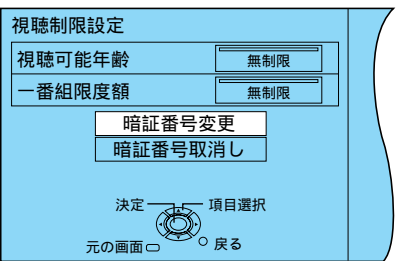 視聴制限設定
視聴可能年齢 無制限
一番組限度額 無制限
暗証番号変更
暗証番号取消し
決定 項目選択
元の画面 戻る